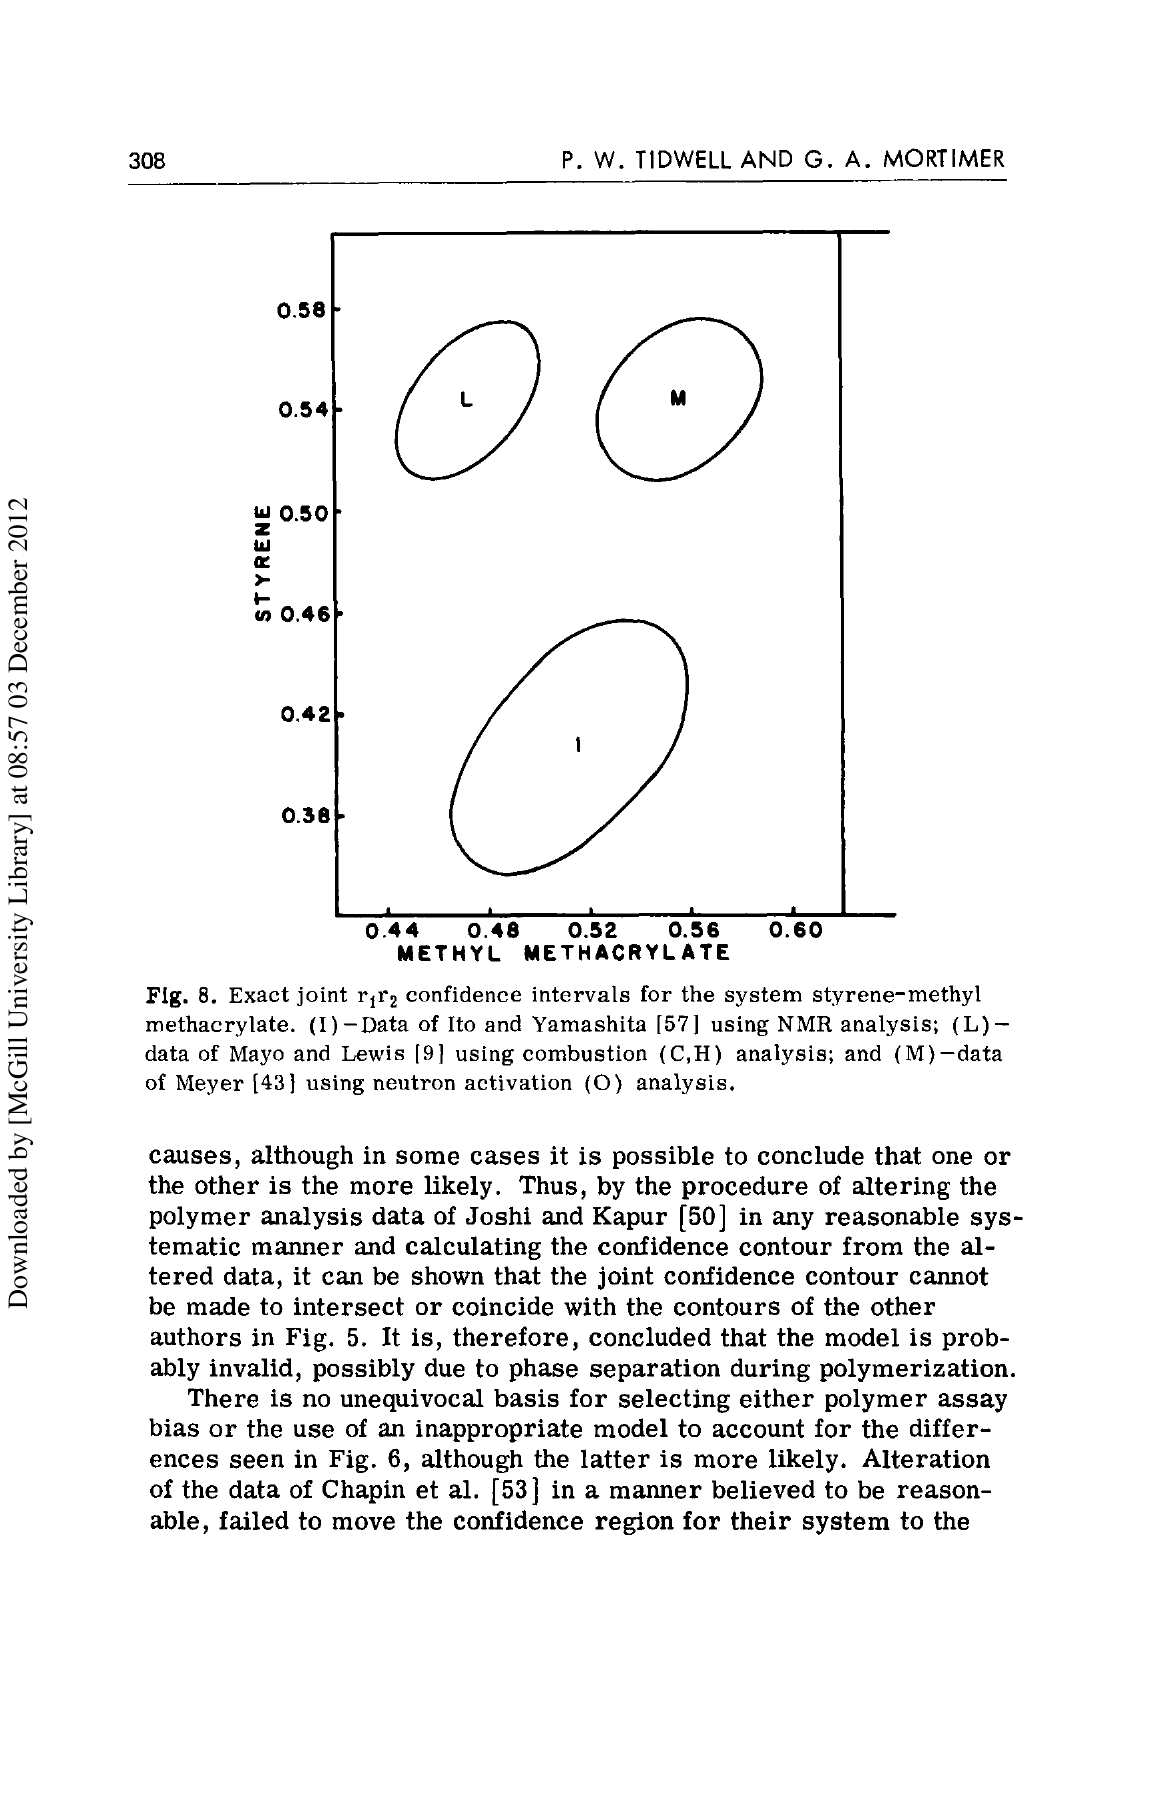 308
P. W. TIDWELL AND G. A. MORTIMER
0.58
0.54
0.50
0.46
0.42
0.38
STYRENE
L
M
I
0.44 0.48 0.52 0.56 0.60
METHYL METHACRYLATE
Fig. 8. Exact joint r₁r₂ confidence intervals for the system styrene-methyl
methacrylate. (I)—Data of Ito and Yamashita [57] using NMR analysis; (L)—
data of Mayo and Lewis [9] using combustion (C,H) analysis; and (M)—data
of Meyer [43] using neutron activation (O) analysis.
causes, although in some cases it is possible to conclude that one or
the other is the more likely. Thus, by the procedure of altering the
polymer analysis data of Joshi and Kapur [50] in any reasonable sys-
tematic manner and calculating the confidence contour from the al-
tered data, it can be shown that the joint confidence contour cannot
be made to intersect or coincide with the contours of the other
authors in Fig. 5. It is, therefore, concluded that the model is prob-
ably invalid, possibly due to phase separation during polymerization.
There is no unequivocal basis for selecting either polymer assay
bias or the use of an inappropriate model to account for the differ-
ences seen in Fig. 6, although the latter is more likely. Alteration
of the data of Chapin et al. [53] in a manner believed to be reason-
able, failed to move the confidence region for their system to the
Downloaded by [McGill University Library] at 08:57 03 December 2012